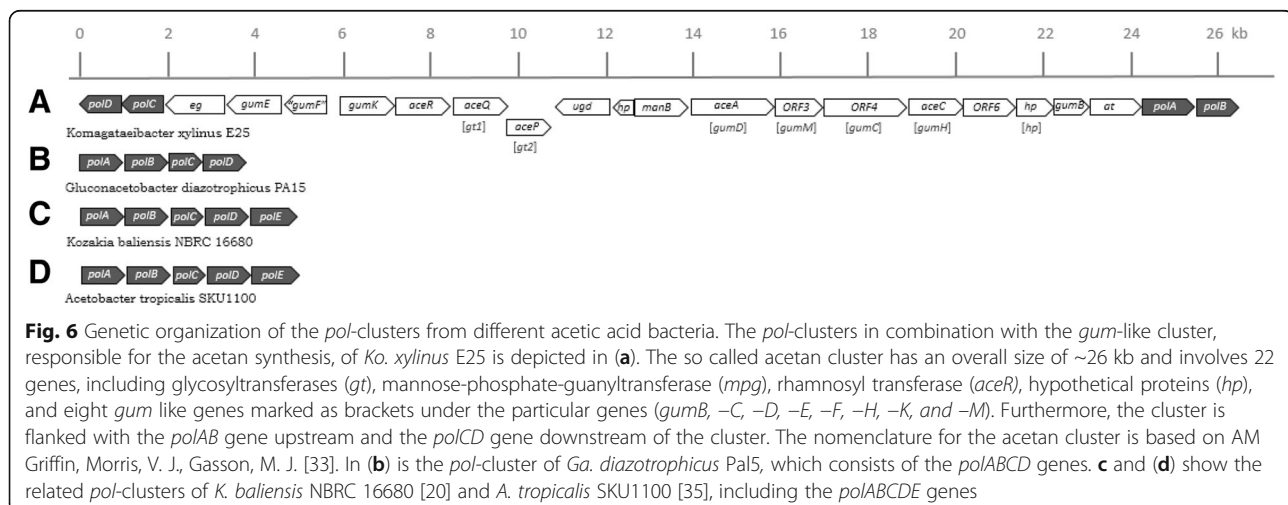 0 2 4 6 8 10 12 14 16 18 20 22 24 26 kb
A polD polC eg gumE "gumF" gumK aceR aceQ ugd hp manB aceA ORF3 ORF4 aceC ORF6 hp gumB at polA polB
[gt1] aceP [gumD] [gumM] [gumC] [gumH] [hp]
Komagataeibacter xylinus E25 [gt2]
B polA polB polC polD
Gluconacetobacter diazotrophicus PA15
C polA polB polC polD polE
Kozakia baliensis NBRC 16680
D polA polB polC polD polE
Acetobacter tropicalis SKU1100
Fig. 6 Genetic organization of the pol-clusters from different acetic acid bacteria. The pol-clusters in combination with the gum-like cluster,
responsible for the acetan synthesis, of Ko. xylinus E25 is depicted in (a). The so called acetan cluster has an overall size of ~26 kb and involves 22
genes, including glycosyltferases (gt), mannose-phosphate-guanyltransferase (mpg), rhamnosyl transferase (aceR), hypothetical proteins (hp),
and eight gum like genes marked as brackets under the particular genes (gumB, −C, −D, −E, −F, −H, −K, and −M). Furthermore, the cluster is
flanked with the polAB gene upstream and the polCD gene downstream of the cluster. The nomenclature for the acetan cluster is based on AM
Griffin, Morris, V. J., Gasson, M. J. [33]. In (b) is the pol-cluster of Ga. diazotrophicus Pal5, which consists of the polABCD genes. c and (d) show the
related pol-clusters of K. baliensis NBRC 16680 [20] and A. tropicalis SKU1100 [35], including the polABCDE genes